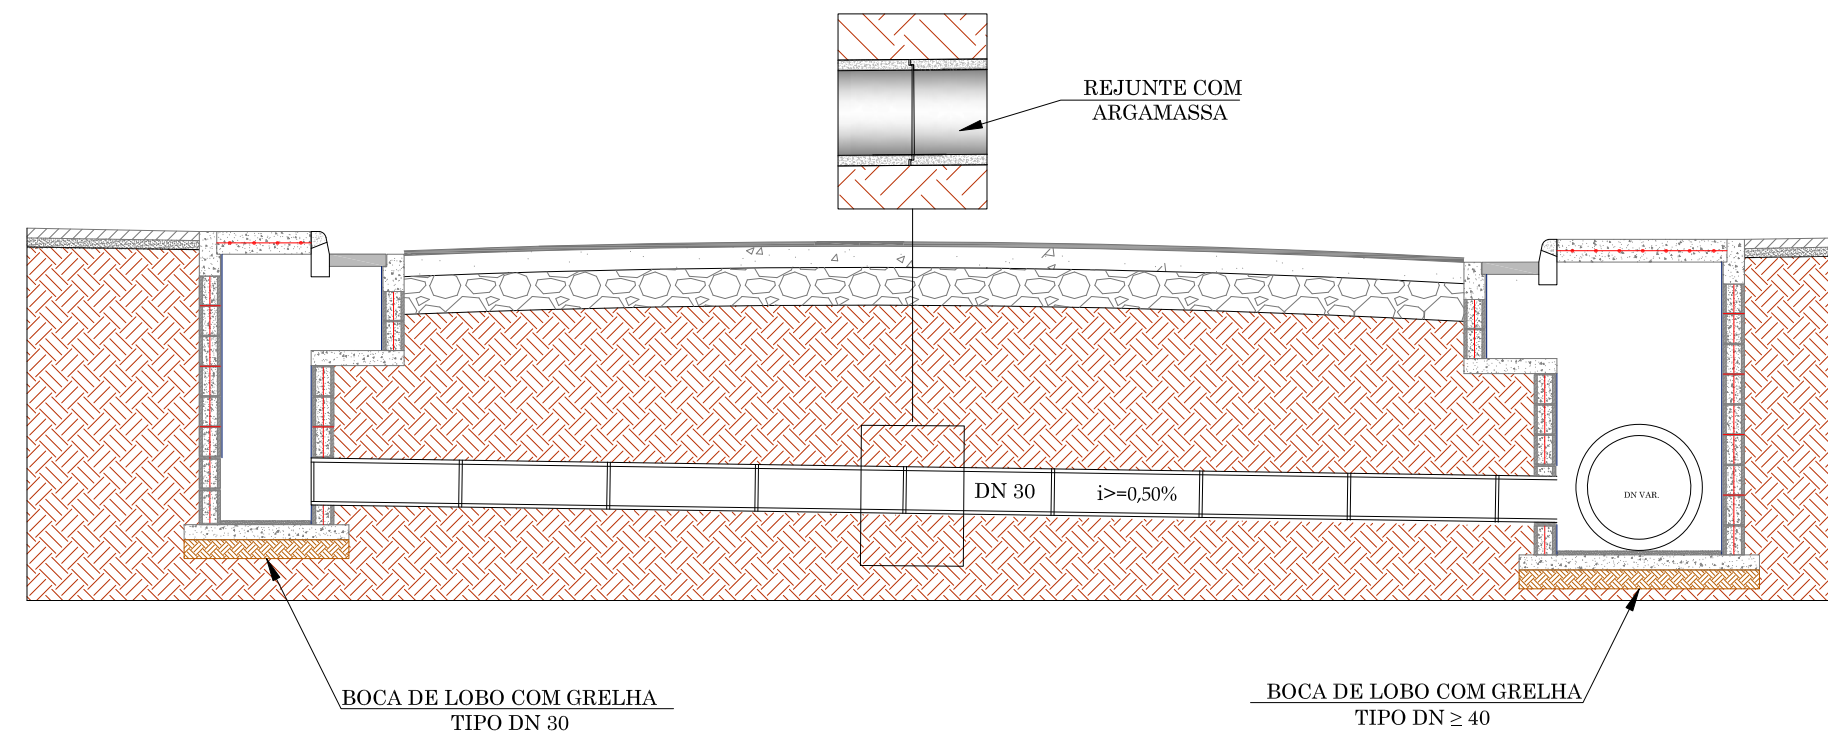 REJUNTE COM
ARGAMASSA
DN 30
i>=0,50%
DN VAR.
BOCA DE LOBO COM GRELHA
TIPO DN 30
BOCA DE LOBO COM GRELHA
TIPO DN ≥ 40